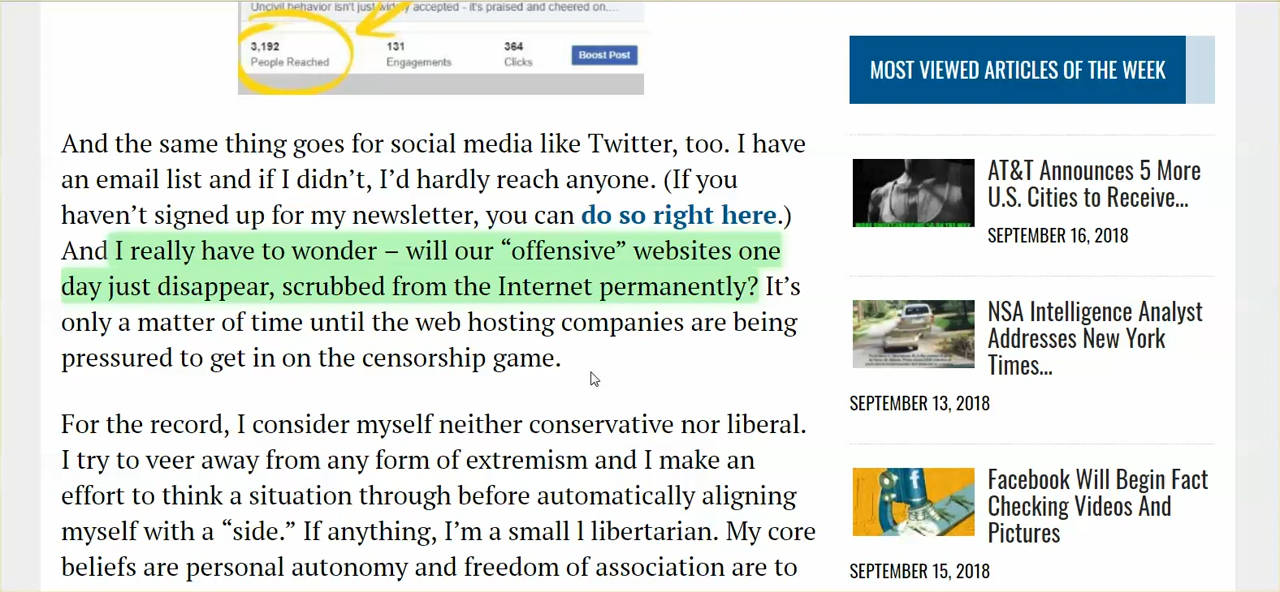 Uncivil behavior isn't just widely accepted - it's praised and cheered on....
3,192
People Reached
131
Engagements
364
Clicks
Boost Post
And the same thing goes for social media like Twitter, too. I have
an email list and if I didn’t, I’d hardly reach anyone. (If you
haven’t signed up for my newsletter, you can do so right here.)
And I really have to wonder – will our “offensive” websites one
day just disappear, scrubbed from the Internet permanently? It’s
only a matter of time until the web hosting companies are being
pressured to get in on the censorship game.
For the record, I consider myself neither conservative nor liberal.
I try to veer away from any form of extremism and I make an
effort to think a situation through before automatically aligning
myself with a “side.” If anything, I’m a small l libertarian. My core
beliefs are personal autonomy and freedom of association are to
MOST VIEWED ARTICLES OF THE WEEK
AT&T Announces 5 More
U.S. Cities to Receive...
SEPTEMBER 16, 2018
NSA Intelligence Analyst
Addresses New York
Times...
SEPTEMBER 13, 2018
Facebook Will Begin Fact
Checking Videos And
Pictures
SEPTEMBER 15, 2018